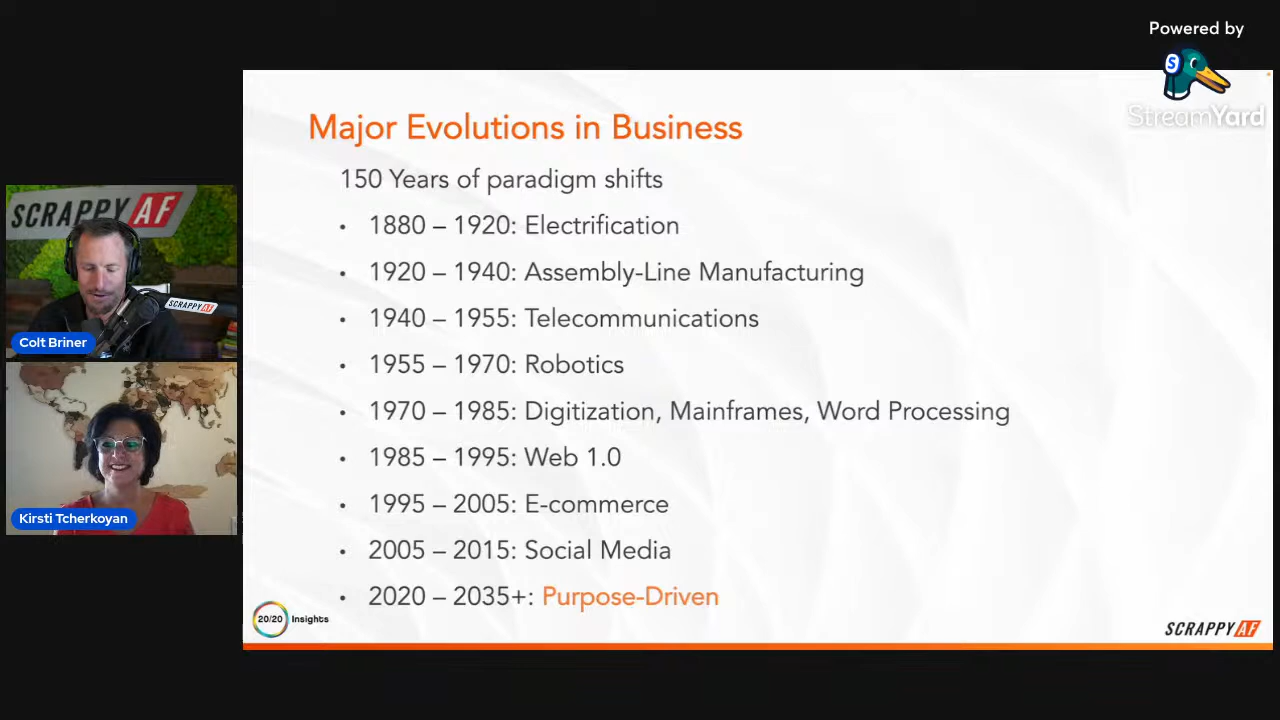 Powered by
S
StreamYard
Major Evolutions in Business
150 Years of paradigm shifts
• 1880 – 1920: Electrification
• 1920 – 1940: Assembly-Line Manufacturing
• 1940 – 1955: Telecommunications
• 1955 – 1970: Robotics
• 1970 – 1985: Digitization, Mainframes, Word Processing
• 1985 – 1995: Web 1.0
• 1995 – 2005: E-commerce
• 2005 – 2015: Social Media
• 2020 – 2035+: Purpose-Driven
20/20 Insights
SCRAPPY AF
SCRAPPY AF
SCRAPPY AF
Colt Briner
Kirsti Tcherkoyan